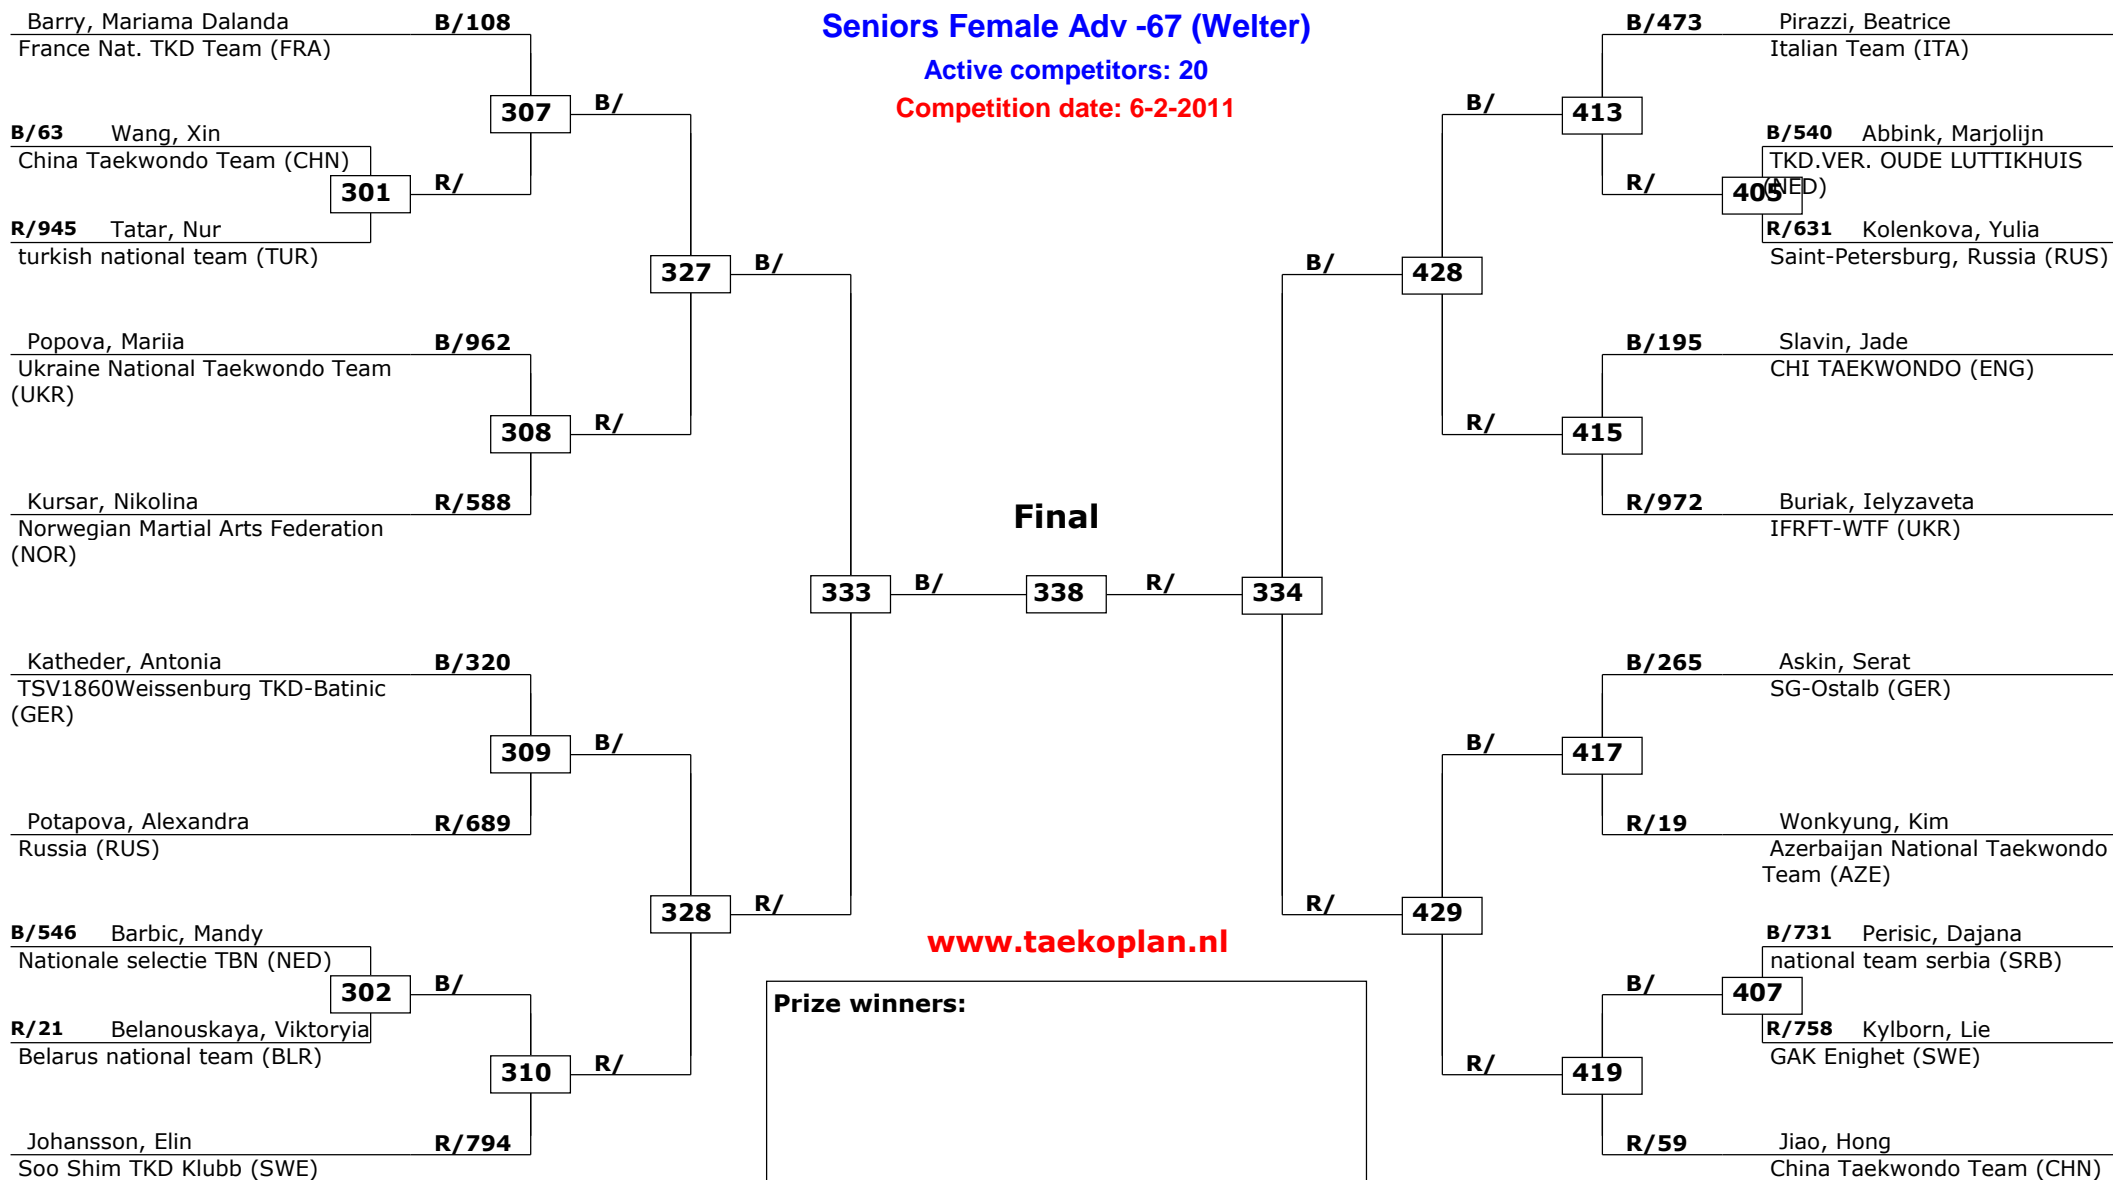 Seniors Female Adv -67 (Welter)
Active competitors: 20
Competition date: 6-2-2011
Barry, Mariama Dalanda B/108
France Nat. TKD Team (FRA)
307 B/
B/63 Wang, Xin
China Taekwondo Team (CHN)
301 R/
R/945 Tatar, Nur
turkish national team (TUR)
327 B/
Popova, Mariia B/962
Ukraine National Taekwondo Team
(UKR)
308 R/
Kursar, Nikolina R/588
Norwegian Martial Arts Federation
(NOR)
333 B/
Katheder, Antonia B/320
TSV1860Weissenburg TKD-Batinic
(GER)
309 B/
Potapova, Alexandra R/689
Russia (RUS)
328 R/
B/546 Barbic, Mandy
Nationale selectie TBN (NED)
302 B/
R/21 Belanouskaya, Viktoryia
Belarus national team (BLR)
310 R/
Johansson, Elin R/794
Soo Shim TKD Klubb (SWE)
Final
338
R/ 334
B/473 Pirazzi, Beatrice
Italian Team (ITA)
B/ 413
B/540 Abbink, Marjolijn
TKD.VER. OUDE LUTTIKHUIS
(NED)
R/ 405
R/631 Kolenkova, Yulia
Saint-Petersburg, Russia (RUS)
B/ 428
B/195 Slavin, Jade
CHI TAEKWONDO (ENG)
R/ 415
R/972 Buriak, Ielyzaveta
IFRFT-WTF (UKR)
B/265 Askin, Serat
SG-Ostalb (GER)
B/ 417
R/19 Wonkyung, Kim
Azerbaijan National Taekwondo
Team (AZE)
R/ 429
B/731 Perisic, Dajana
national team serbia (SRB)
B/ 407
R/758 Kylborn, Lie
GAK Enighet (SWE)
R/ 419
R/59 Jiao, Hong
China Taekwondo Team (CHN)
www.taekoplan.nl
Prize winners: